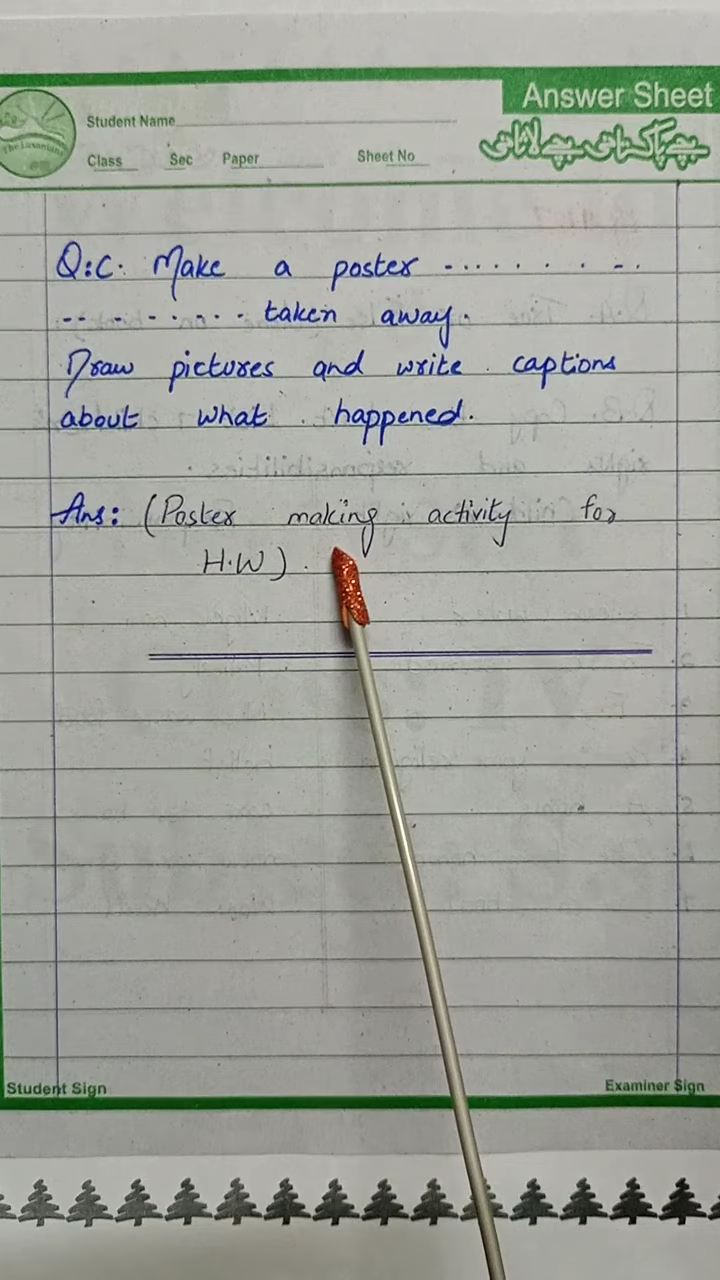 Answer Sheet
Student Name
Class Sec Paper Sheet No
Q:C. Make a poster ............
............ taken away.
Draw pictures and write captions
about what happened.
Ans: (Poster making activity for
H.W).
Student Sign Examiner Sign